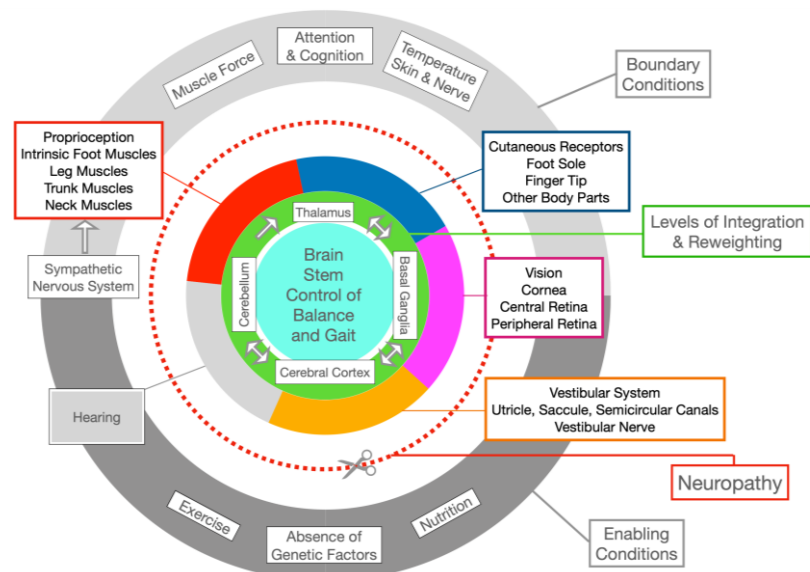 Attention
& Cognition
Muscle Force
Temperature
Skin & Nerve
Boundary
Conditions
Proprioception
Intrinsic Foot Muscles
Leg Muscles
Trunk Muscles
Neck Muscles
Cutaneous Receptors
Foot Sole
Finger Tip
Other Body Parts
Thalamus
Levels of Integration
& Reweighting
Sympathetic
Nervous System
Cerebellum
Brain
Stem
Control of
Balance
and Gait
Basal Ganglia
Vision
Cornea
Central Retina
Peripheral Retina
Cerebral Cortex
Hearing
Vestibular System
Utricle, Saccule, Semicircular Canals
Vestibular Nerve
Neuropathy
Exercise
Absence of
Genetic Factors
Nutrition
Enabling
Conditions